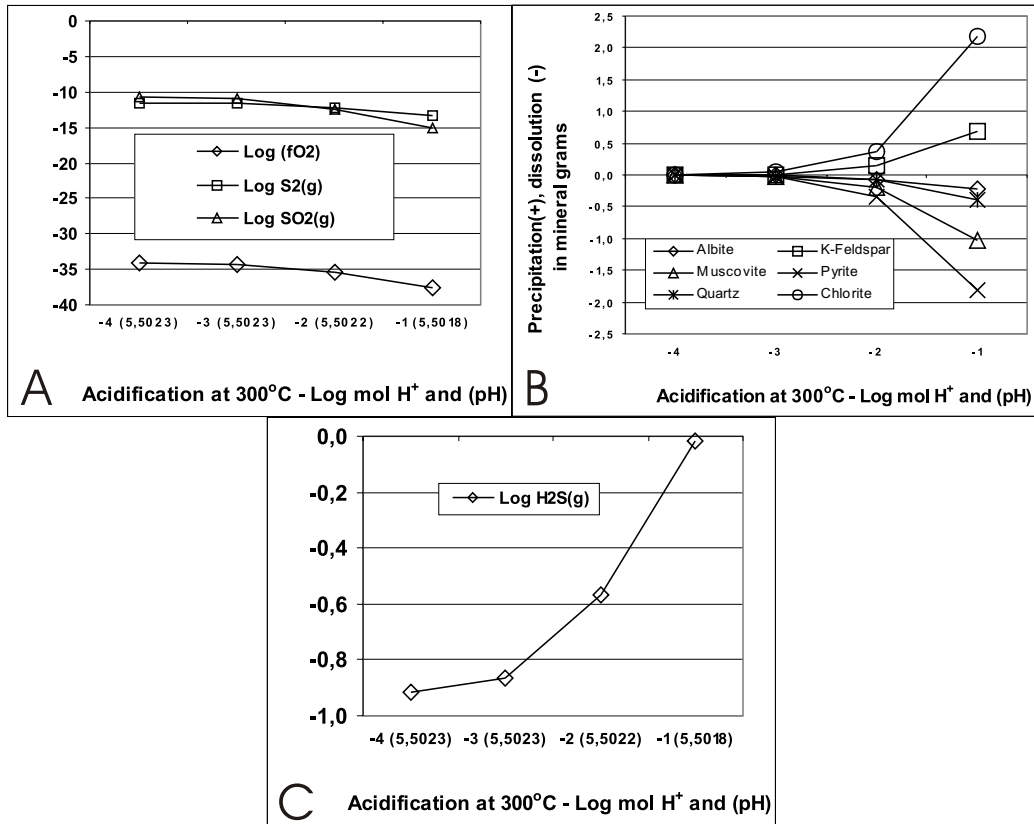 0
-5
-10
-15
-20
-25
-30
-35
-40
Log (fO2)
Log S2(g)
Log SO2(g)
-4 (5,5023) -3 (5,5023) -2 (5,5022) -1 (5,5018)
A
Acidification at 300°C - Log mol H⁺ and (pH)
Precipitation(+), dissolution (-)
in mineral grams
2,5
2,0
1,5
1,0
0,5
0,0
-0,5
-1,0
-1,5
-2,0
-2,5
Albite K-Feldspar
Muscovite Pyrite
Quartz Chlorite
-4 -3 -2 -1
B
Acidification at 300°C - Log mol H⁺ and (pH)
0,0
-0,2
-0,4
-0,6
-0,8
-1,0
Log H2S(g)
-4 (5,5023) -3 (5,5023) -2 (5,5022) -1 (5,5018)
C
Acidification at 300°C - Log mol H⁺ and (pH)